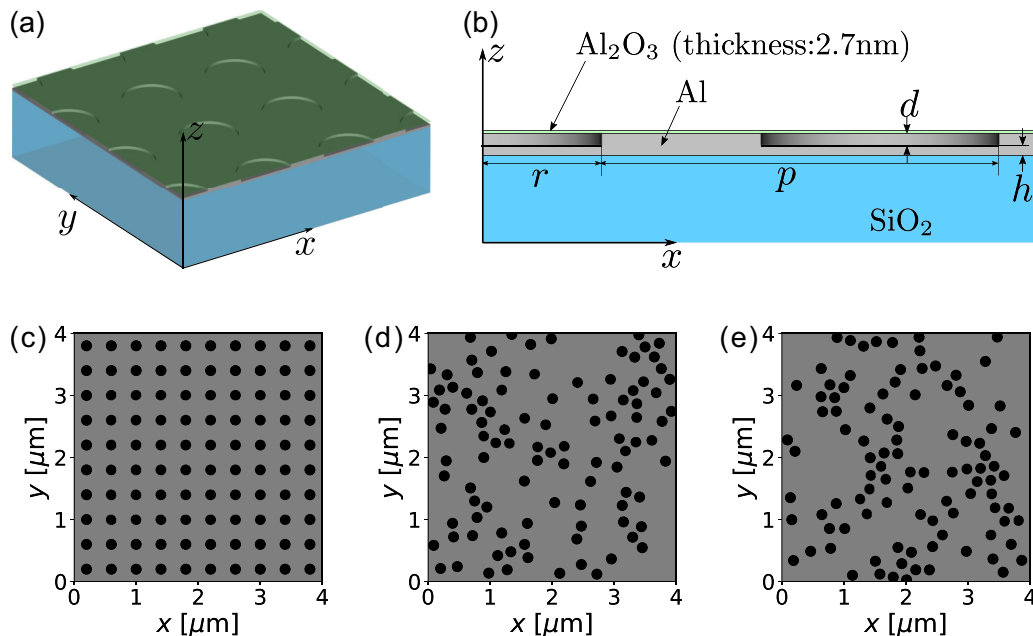 (a)
z
y
x
(b)
z
Al₂O₃ (thickness:2.7nm)
Al
d
r
p
h
SiO₂
x
(c)
4
3
2
1
0
y [μm]
0 1 2 3 4
x [μm]
(d)
4
3
2
1
0
y [μm]
0 1 2 3 4
x [μm]
(e)
4
3
2
1
0
y [μm]
0 1 2 3 4
x [μm]